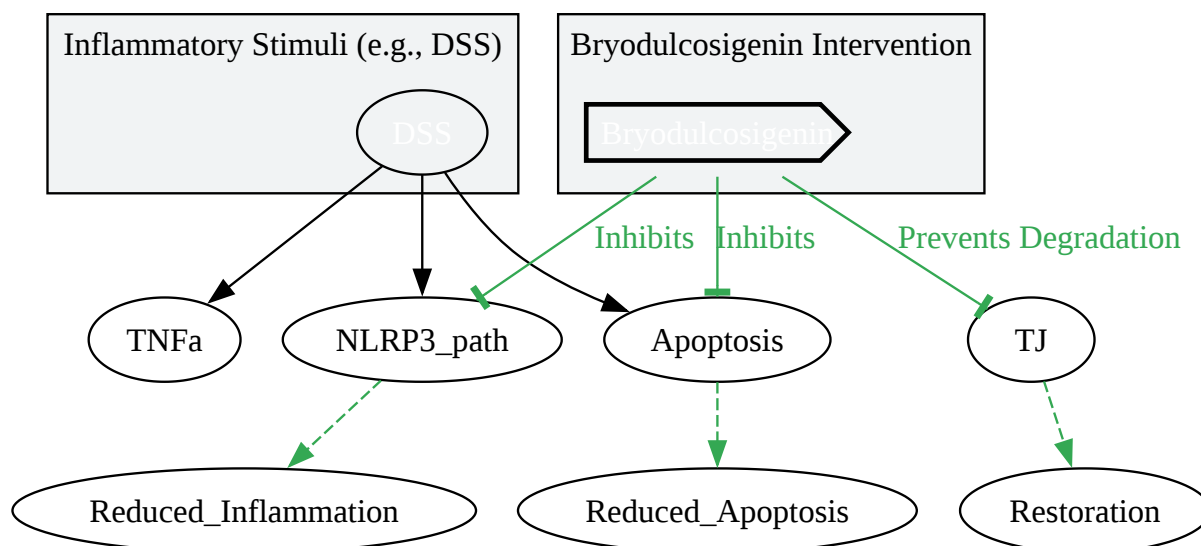 Inflammatory Stimuli (e.g., DSS)
Bryodulcosigenin Intervention
DSS
Bryodulcosigenin
Inhibits
Inhibits
Prevents Degradation
TNFa
NLRP3_path
Apoptosis
TJ
Reduced_Inflammation
Reduced_Apoptosis
Restoration